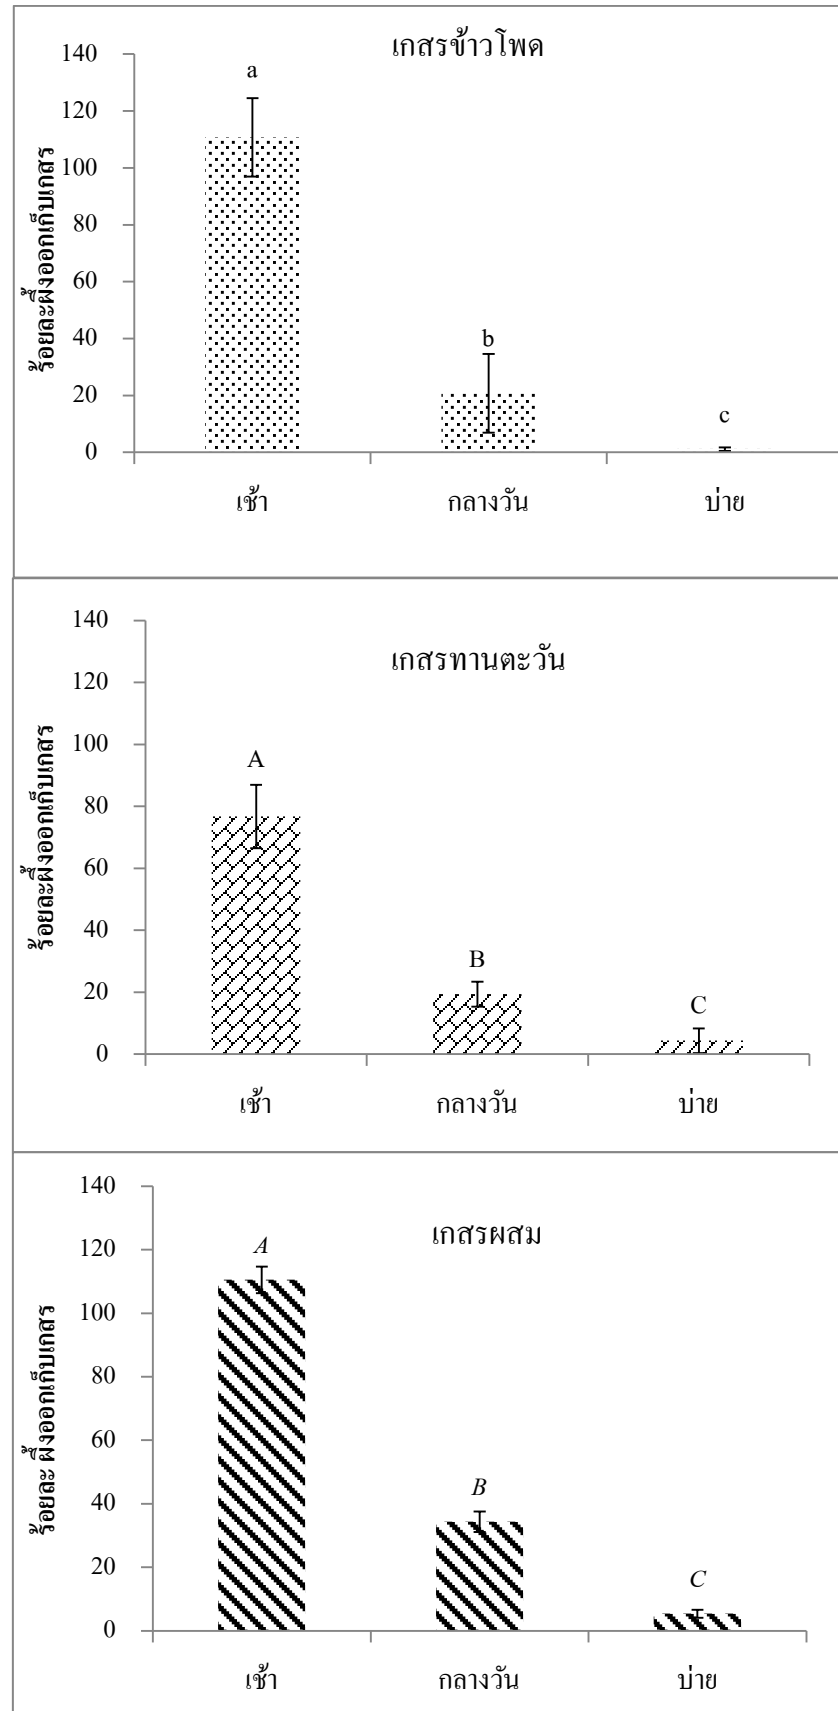 เกสรข้าวโพด
ร้อยละผึ้งออกเก็บเกสร
140
120
100
80
60
40
20
0
a
b
c
เช้า กลางวัน บ่าย
เกสรทานตะวัน
ร้อยละผึ้งออกเก็บเกสร
140
120
100
80
60
40
20
0
A
B
C
เช้า กลางวัน บ่าย
เกสรผสม
ร้อยละ ผึ้งออกเก็บเกสร
140
120
100
80
60
40
20
0
A
B
C
เช้า กลางวัน บ่าย